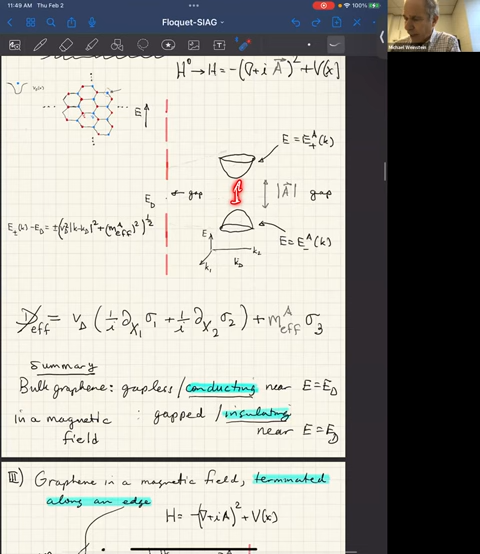 11:49 AM Thu Feb 2
REC
100%
Floquet-SIAG
Michael Weinstein
H⁰ → H = -(∇+iA⃗)² + V(x)
V₀(x)
E
E = E₊ᴬ(k)
E_D ← gap
|A⃗| gap
E±(k) - E_D = ±(v_D²|k-k_D|² + (m_eff^A)²)^½
E = E₋ᴬ(k)
E
k₁
k_D
k₂
D̸_eff = v_D (1/i ∂_X₁ σ₁ + 1/i ∂_X₂ σ₂) + m_eff^A σ₃
Summary
Bulk graphene: gapless / conducting near E = E_D
in a magnetic field : gapped / insulating near E = E_D
III) Graphene in a magnetic field, terminated
along an edge
H = -(∇+iA)² + V(x)